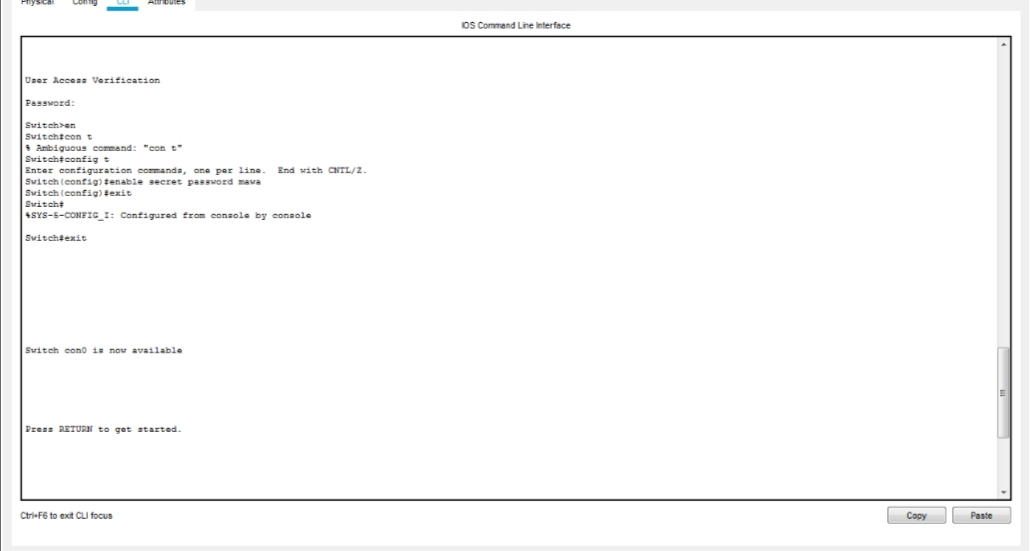 Physical Config CLI Attributes
IOS Command Line Interface
User Access Verification
Password:
Switch>en
Switch#con t
% Ambiguous command: "con t"
Switch#config t
Enter configuration commands, one per line. End with CNTL/Z.
Switch(config)#enable secret password mawa
Switch(config)#exit
Switch#
%SYS-5-CONFIG_I: Configured from console by console
Switch#exit
Switch con0 is now available
Press RETURN to get started.
Ctrl+F6 to exit CLI focus
Copy Paste